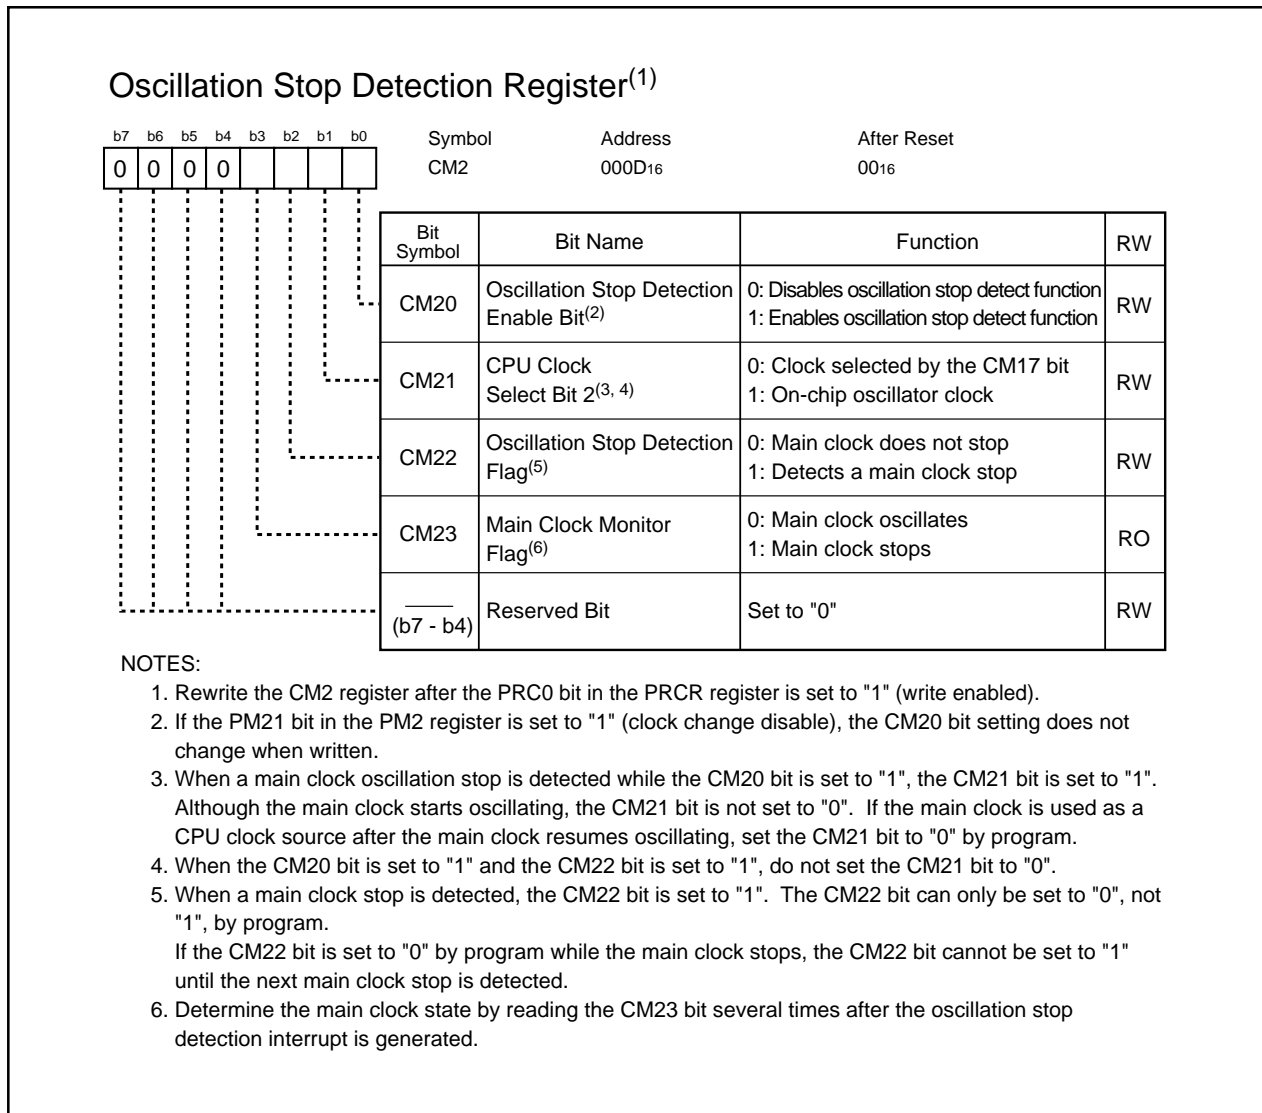 Oscillation Stop Detection Register(1)
b7 b6 b5 b4 b3 b2 b1 b0 Symbol Address After Reset
0 0 0 0 CM2 000D16 0016
Bit Symbol Bit Name Function RW
CM20 Oscillation Stop Detection 0: Disables oscillation stop detect function RW
Enable Bit(2) 1: Enables oscillation stop detect function
CM21 CPU Clock 0: Clock selected by the CM17 bit RW
Select Bit 2(3, 4) 1: On-chip oscillator clock
CM22 Oscillation Stop Detection 0: Main clock does not stop RW
Flag(5) 1: Detects a main clock stop
CM23 Main Clock Monitor 0: Main clock oscillates RO
Flag(6) 1: Main clock stops
(b7 - b4) Reserved Bit Set to "0" RW
NOTES:
1. Rewrite the CM2 register after the PRC0 bit in the PRCR register is set to "1" (write enabled).
2. If the PM21 bit in the PM2 register is set to "1" (clock change disable), the CM20 bit setting does not
change when written.
3. When a main clock oscillation stop is detected while the CM20 bit is set to "1", the CM21 bit is set to "1".
Although the main clock starts oscillating, the CM21 bit is not set to "0". If the main clock is used as a
CPU clock source after the main clock resumes oscillating, set the CM21 bit to "0" by program.
4. When the CM20 bit is set to "1" and the CM22 bit is set to "1", do not set the CM21 bit to "0".
5. When a main clock stop is detected, the CM22 bit is set to "1". The CM22 bit can only be set to "0", not
"1", by program.
If the CM22 bit is set to "0" by program while the main clock stops, the CM22 bit cannot be set to "1"
until the next main clock stop is detected.
6. Determine the main clock state by reading the CM23 bit several times after the oscillation stop
detection interrupt is generated.